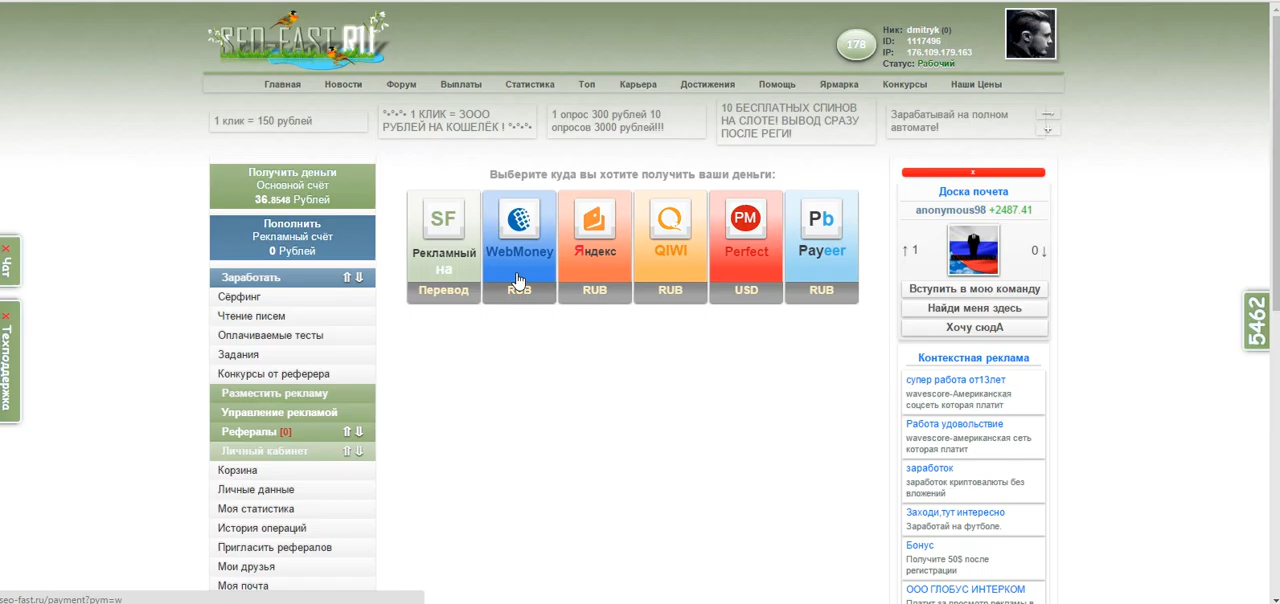 SEO-FAST.RU
178
Ник: dmitryk (0)
ID: 1117496
IP: 176.109.179.163
Статус: Рабочий
Главная
Новости
Форум
Выплаты
Статистика
Топ
Карьера
Достижения
Помощь
Ярмарка
Конкурсы
Наши Цены
1 клик = 150 рублей
°•°•°• 1 КЛИК = ЗООО
РУБЛЕЙ НА КОШЕЛЁК ! °•°•°•
1 опрос 300 рублей 10
опросов 3000 рублей!!!
10 БЕСПЛАТНЫХ СПИНОВ
НА СЛОТЕ! ВЫВОД СРАЗУ
ПОСЛЕ РЕГИ!
Зарабатывай на полном
автомате!
Чат
Техподдержка
Получить деньги
Основной счёт
36.8548 Рублей
Пополнить
Рекламный счёт
0 Рублей
Заработать
Сёрфинг
Чтение писем
Оплачиваемые тесты
Задания
Конкурсы от реферера
Разместить рекламу
Управление рекламой
Рефералы [0]
Личный кабинет
Корзина
Личные данные
Моя статистика
История операций
Пригласить рефералов
Мои друзья
Моя почта
Выберите куда вы хотите получить ваши деньги:
SF
Рекламный
на
Перевод
WebMoney
RUB
Яндекс
RUB
QIWI
RUB
PM
Perfect
USD
Pb
Payeer
RUB
x
Доска почета
anonymous98 +2487.41
↑ 1
0 ↓
Вступить в мою команду
Найди меня здесь
Хочу сюдА
Контекстная реклама
супер работа от13лет
wavescore-Американская
соцсеть которая платит
Работа удовольствие
wavescore-американская сеть
которая платит
заработок
заработок криптовалюты без
вложений
Заходи,тут интересно
Заработай на футболе.
Бонус
Получите 50$ после
регистрации
ООО ГЛОБУС ИНТЕРКОМ
Платит за просмотр рекламы в
5462
seo-fast.ru/payment?pym=w